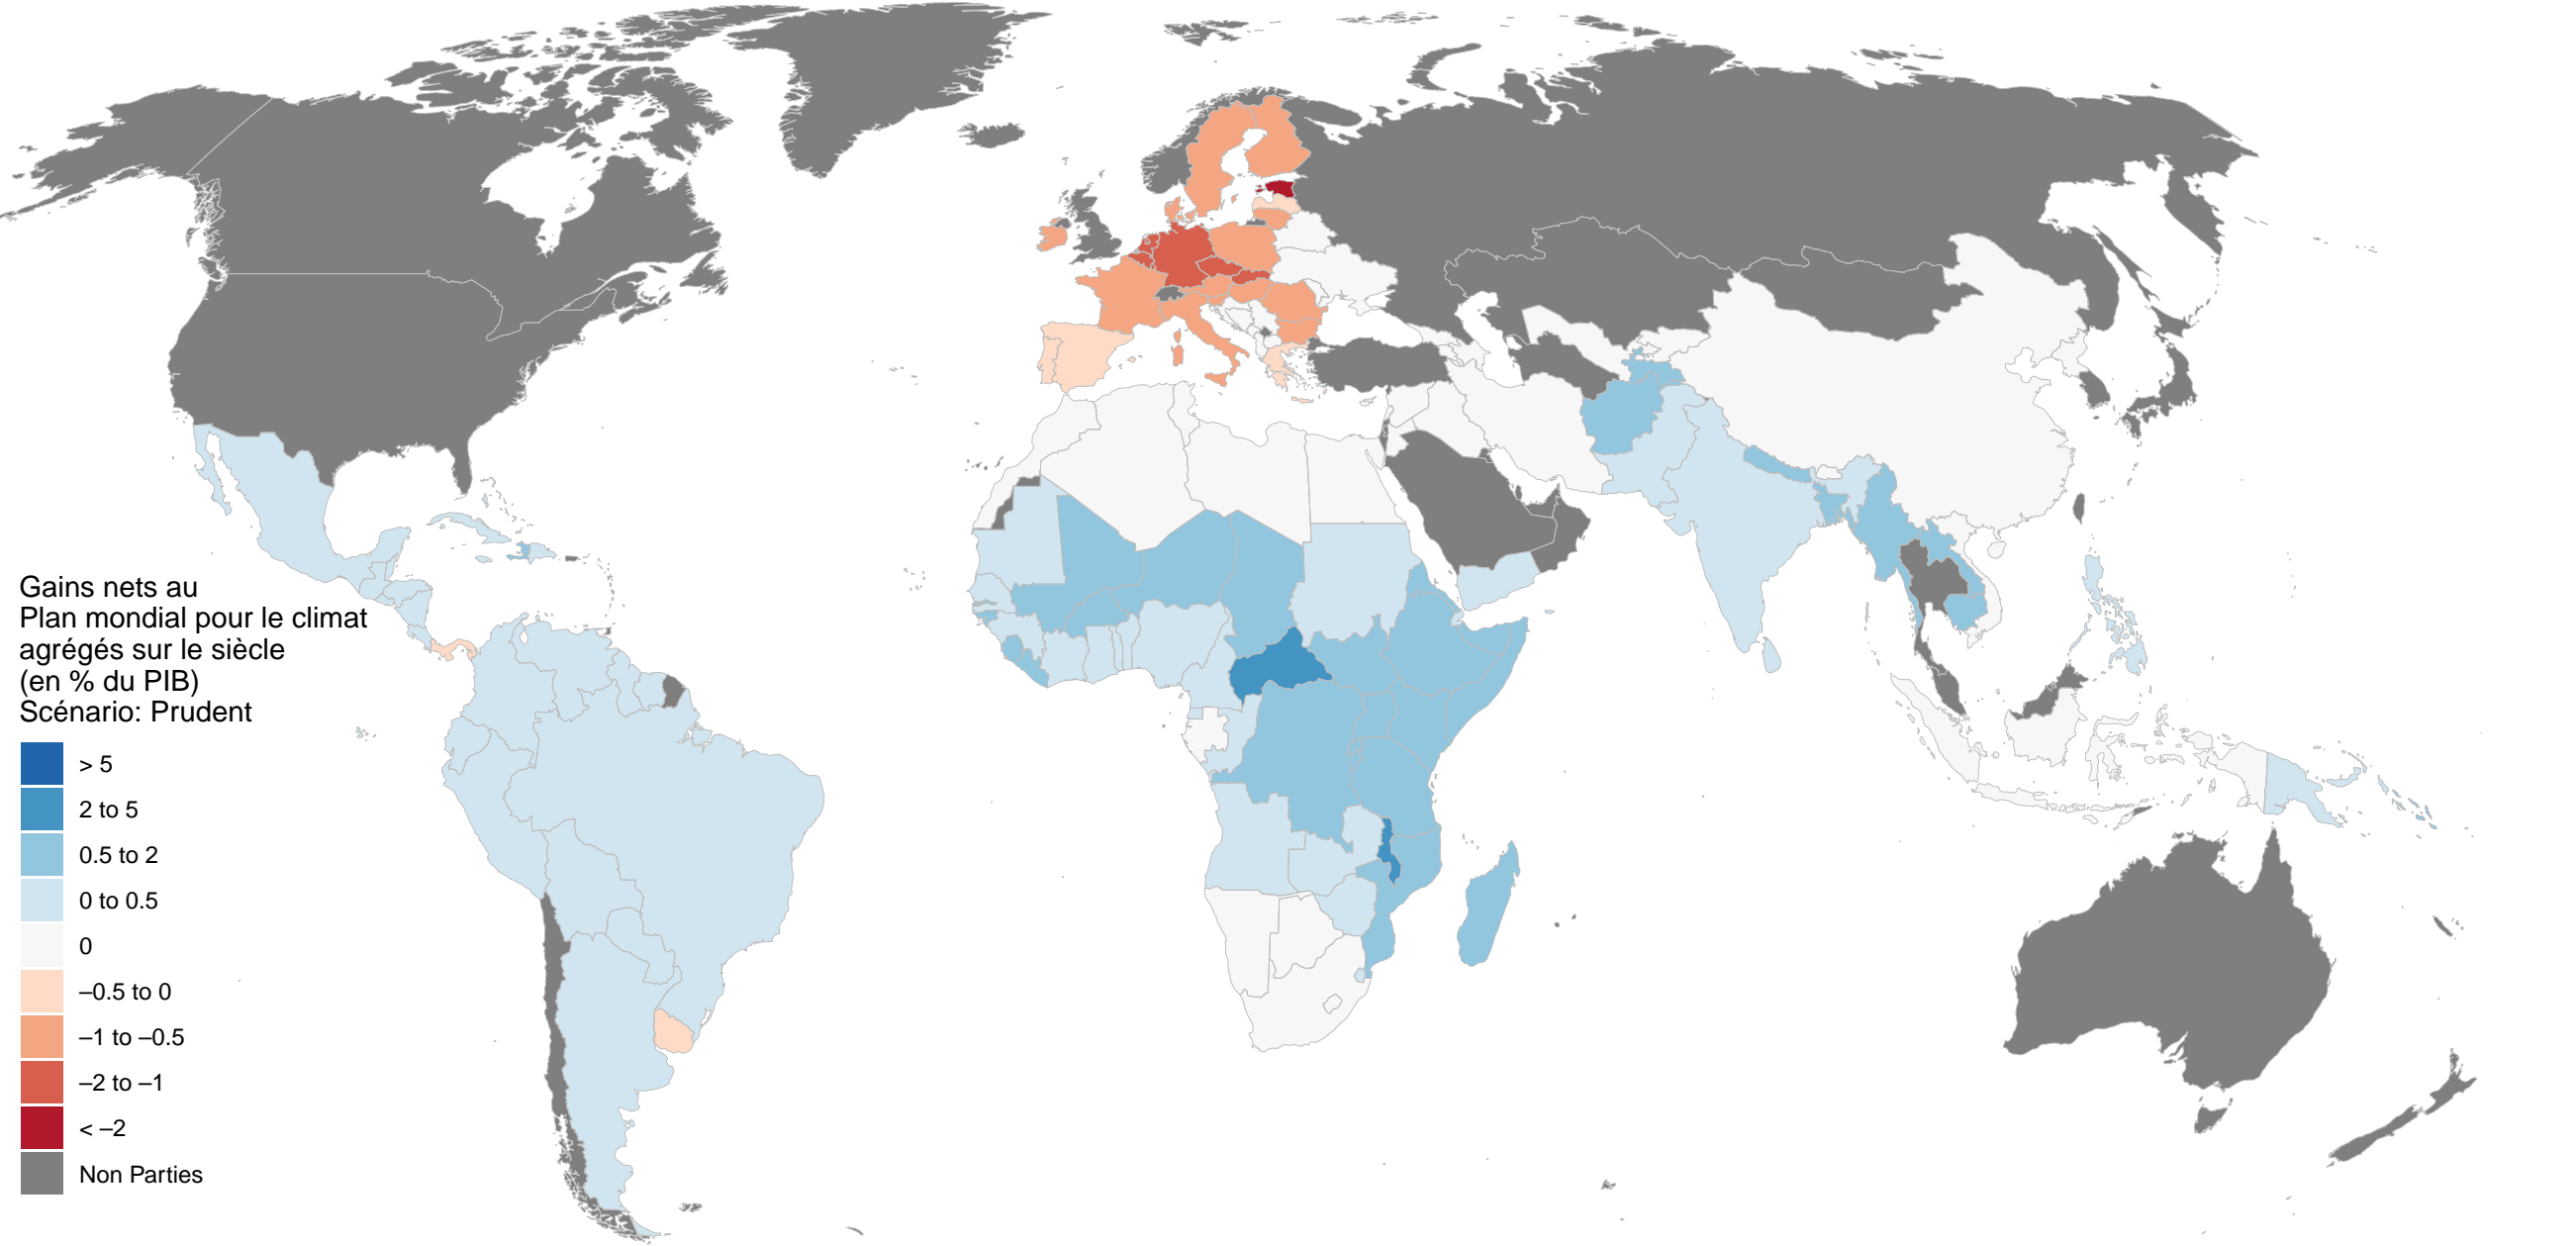 Gains nets au
Plan mondial pour le climat
agrégés sur le siècle
(en % du PIB)
Scénario: Prudent
> 5
2 to 5
0.5 to 2
0 to 0.5
0
–0.5 to 0
–1 to –0.5
–2 to –1
< –2
Non Parties